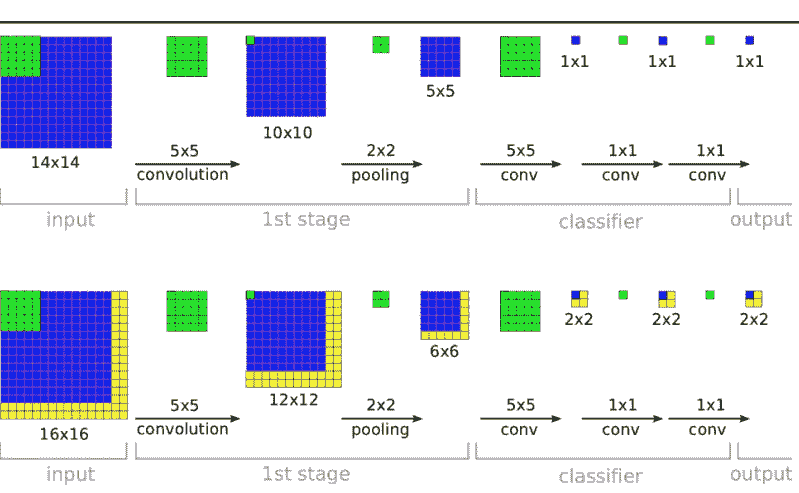 1x1
1x1
1x1
5x5
10x10
14x14
5x5
2x2
5x5
1x1
1x1
convolution
pooling
conv
conv
conv
input
1st stage
classifier
output
2x2
2x2
2x2
6x6
12x12
16x16
5x5
2x2
5x5
1x1
1x1
convolution
pooling
conv
conv
conv
input
1st stage
classifier
output